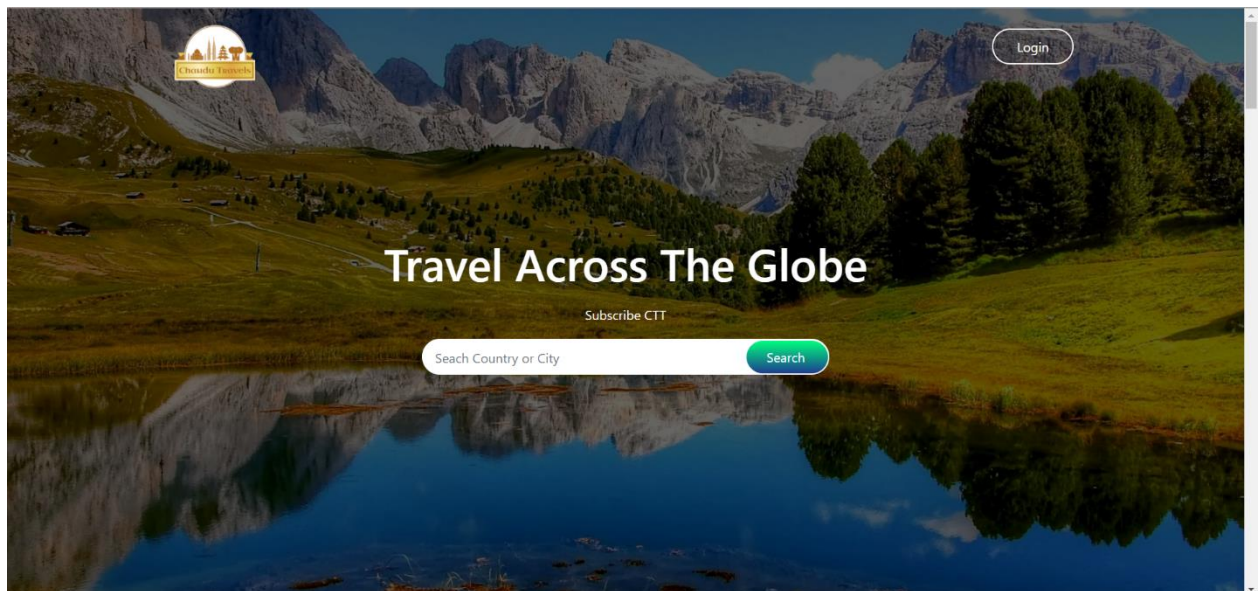 Choudu Travels
Login
Travel Across The Globe
Subscribe CTT
Seach Country or City
Search